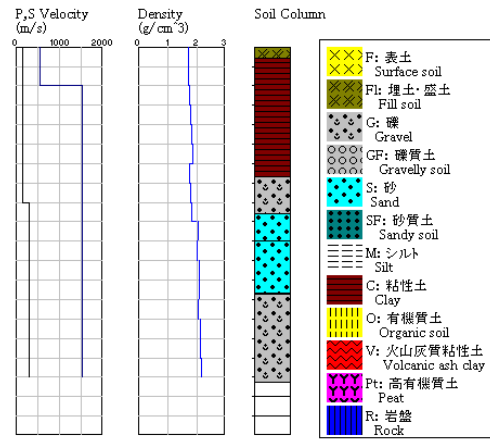 P,S Velocity
(m/s)
0 1000 2000
Density
(g/cm^3)
0 1 2 3
Soil Column
F: 表土
Surface soil
Fl: 埋土・盛土
Fill soil
G: 礫
Gravel
GF: 礫質土
Gravelly soil
S: 砂
Sand
SF: 砂質土
Sandy soil
M: シルト
Silt
C: 粘性土
Clay
O: 有機質土
Organic soil
V: 火山灰質粘性土
Volcanic ash clay
Pt: 高有機質土
Peat
R: 岩盤
Rock